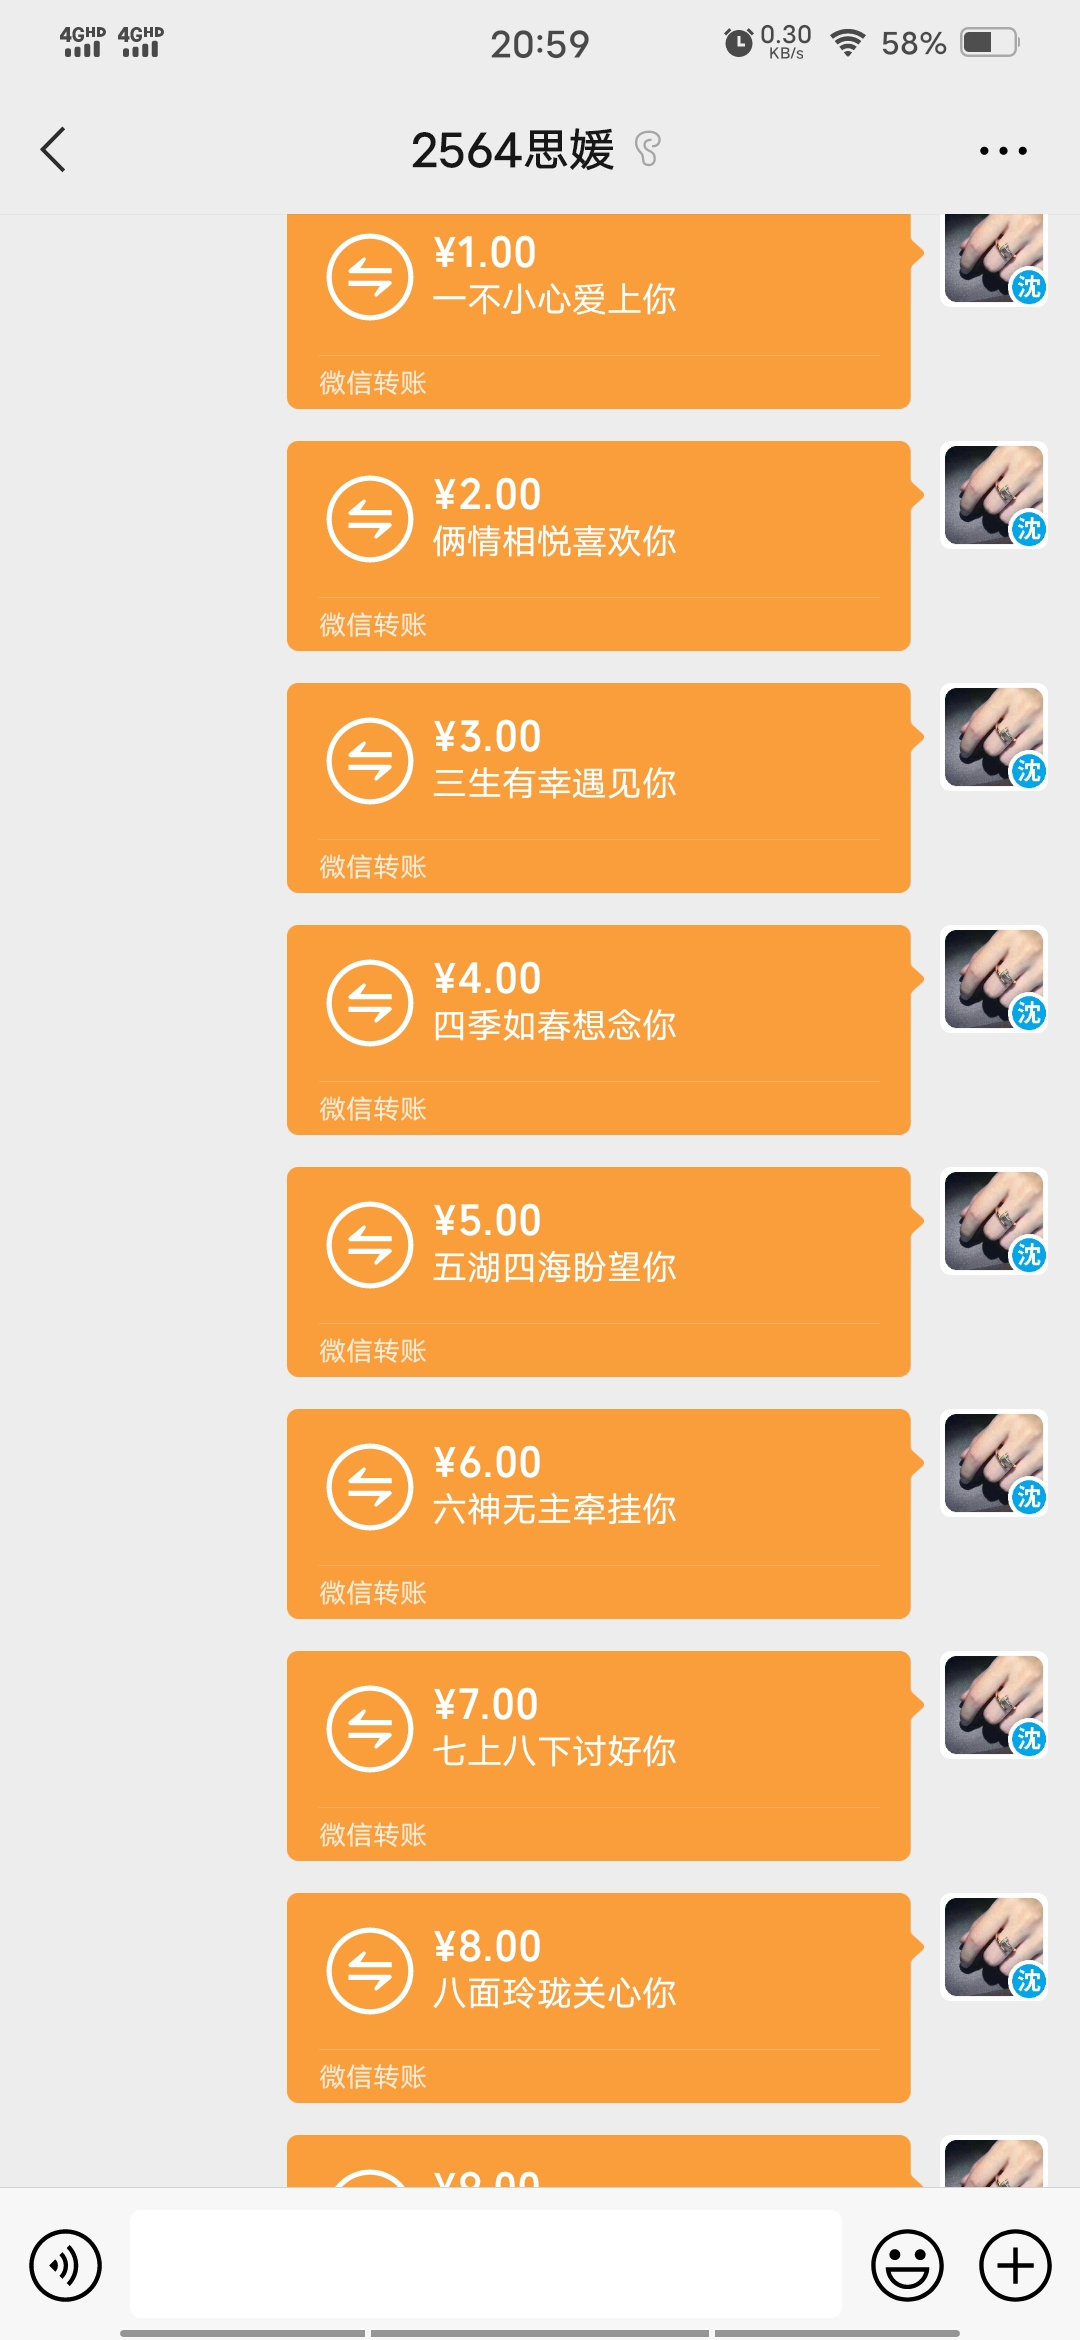 4GHD 4GHD 20:59 0.30 KB/s 58%
2564思媛
¥1.00
一不小心爱上你
微信转账
沈
¥2.00
俩情相悦喜欢你
微信转账
沈
¥3.00
三生有幸遇见你
微信转账
沈
¥4.00
四季如春想念你
微信转账
沈
¥5.00
五湖四海盼望你
微信转账
沈
¥6.00
六神无主牵挂你
微信转账
沈
¥7.00
七上八下讨好你
微信转账
沈
¥8.00
八面玲珑关心你
微信转账
沈
¥9.00